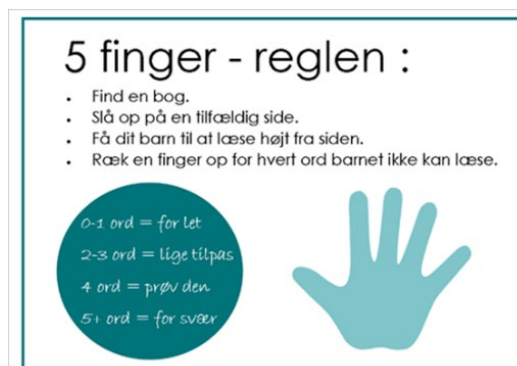 5 finger - reglen :
• Find en bog.
• Slå op på en tilfældig side.
• Få dit barn til at læse højt fra siden.
• Ræk en finger op for hvert ord barnet ikke kan læse.
0-1 ord = for let
2-3 ord = lige tilpas
4 ord = prøv den
5+ ord = for svær